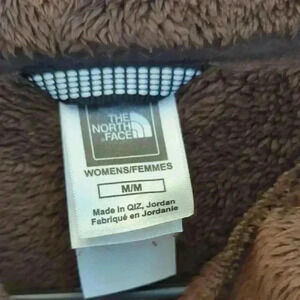 THE
NORTH
FACE
WOMENS/FEMMES
M/M
Made in QIZ, Jordan
Fabriqué en Jordanie